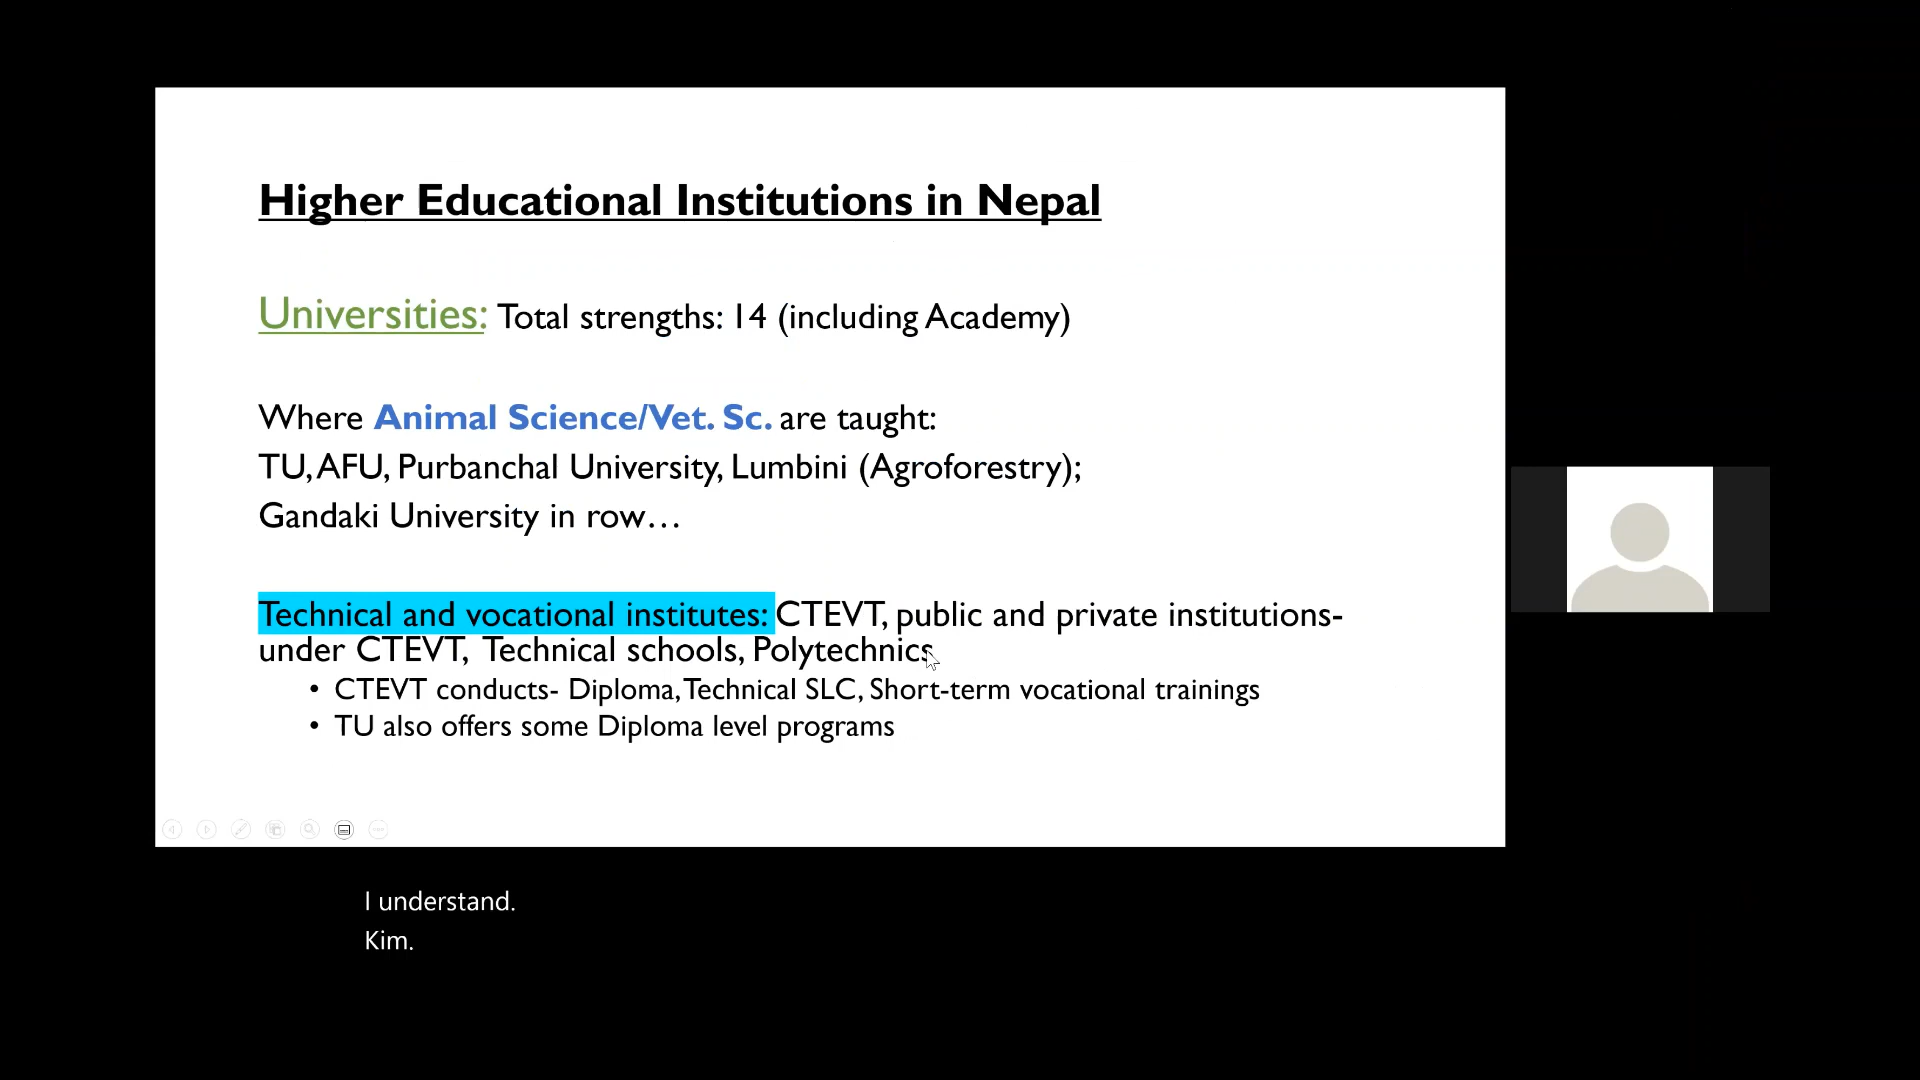 Higher Educational Institutions in Nepal
Universities: Total strengths: 14 (including Academy)
Where Animal Science/Vet. Sc. are taught:
TU, AFU, Purbanchal University, Lumbini (Agroforestry);
Gandaki University in row…
Technical and vocational institutes: CTEVT, public and private institutions-
under CTEVT, Technical schools, Polytechnics
• CTEVT conducts- Diploma, Technical SLC, Short-term vocational trainings
• TU also offers some Diploma level programs
I understand.
Kim.